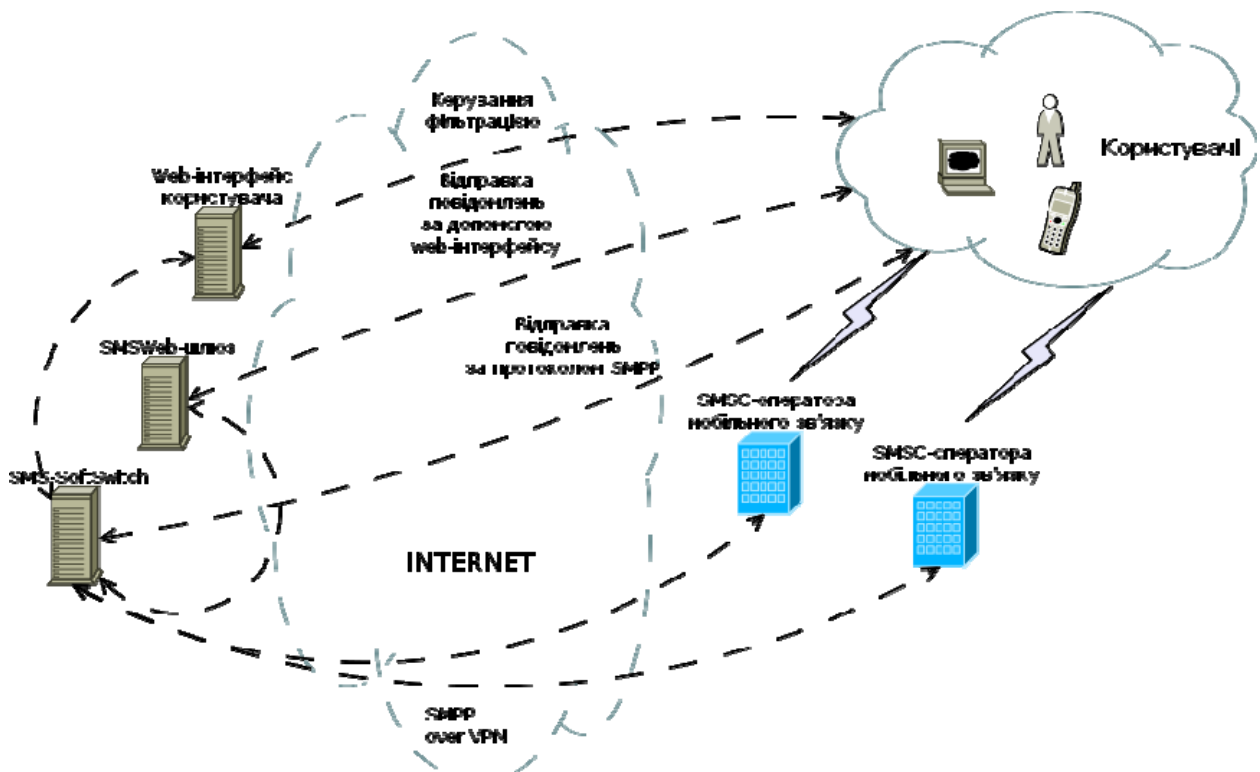 Керування
фільтрацією
Користувачі
Web-інтерфейс
користувача
Відправка
повідомлень
за допомогою
web-інтерфейсу
SMSWeb-шлюз
Відправка
повідомлень
за протоколом SMPP
SMSC-оператора
мобільного зв'язку
SMSC-оператора
мобільного зв'язку
SMS-SoftSwitch
INTERNET
SMPP
over VPN